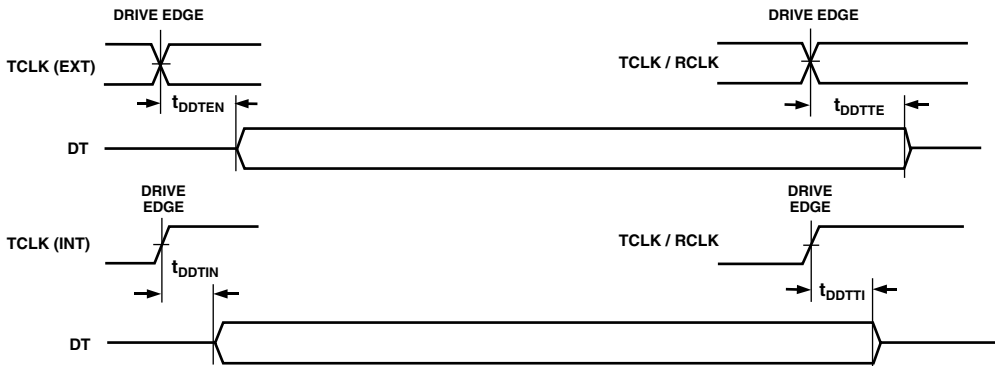 DRIVE EDGE
DRIVE EDGE
TCLK (EXT)
TCLK / RCLK
tDDTEN
tDDTTE
DT
DRIVE
EDGE
DRIVE
EDGE
TCLK (INT)
TCLK / RCLK
tDDTIN
tDDTTI
DT